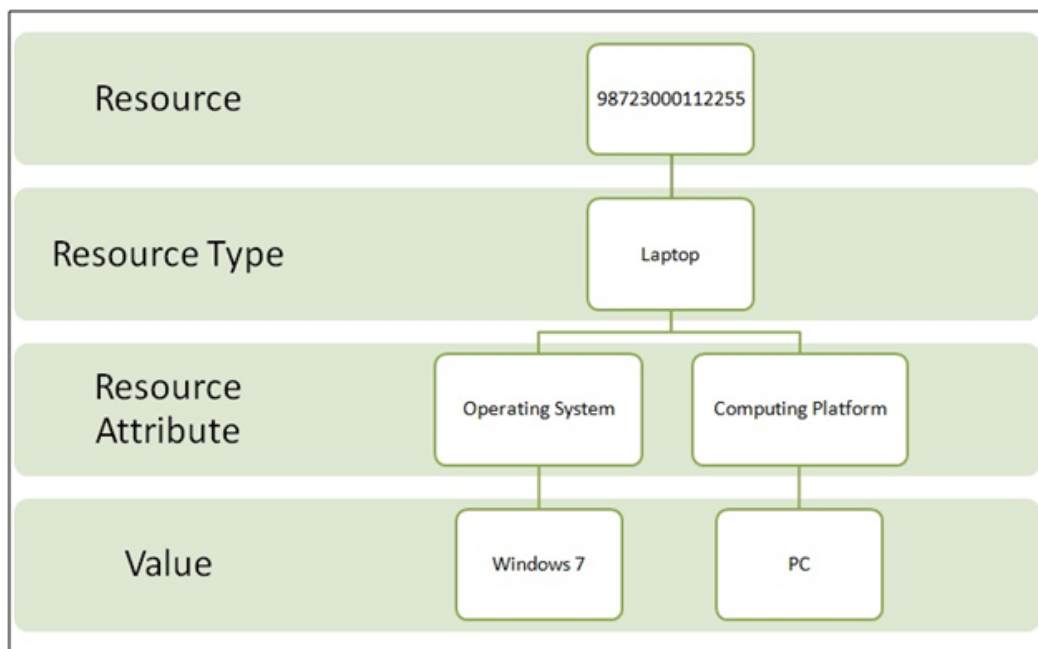 Resource
98723000112255
Resource Type
Laptop
Resource
Attribute
Operating System
Computing Platform
Value
Windows 7
PC